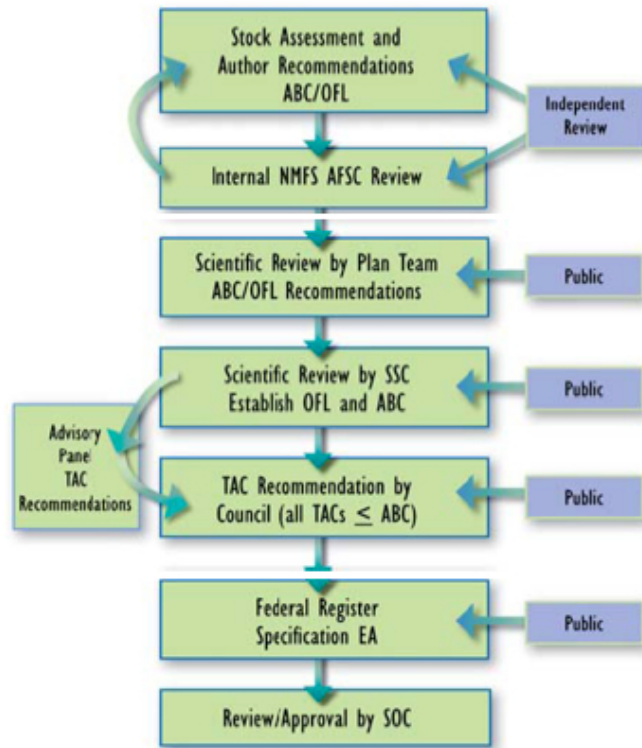 Stock Assessment and
Author Recommendations
ABC/OFL
Independent
Review
Internal NMFS AFSC Review
Scientific Review by Plan Team
ABC/OFL Recommendations
Public
Scientific Review by SSC
Establish OFL and ABC
Public
Advisory
Panel
TAC
Recommendations
TAC Recommendation by
Council (all TACs ≤ ABC)
Public
Federal Register
Specification EA
Public
Review/Approval by SOC